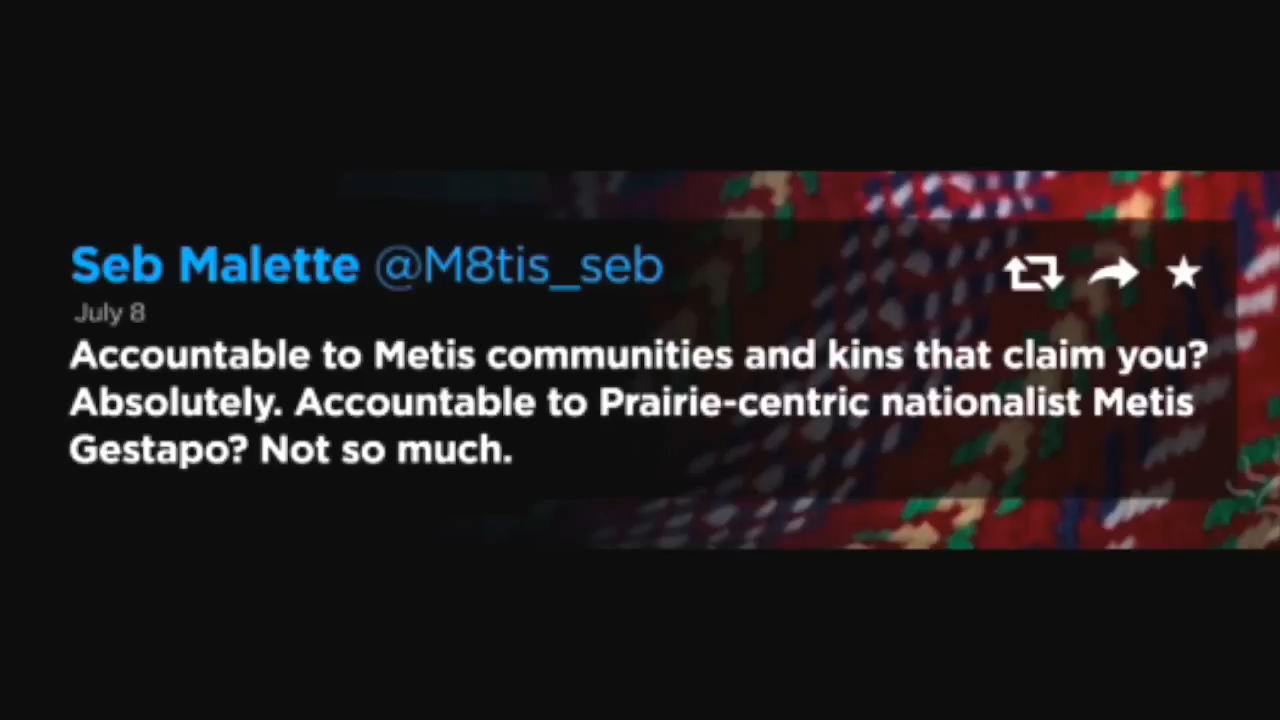 Seb Malette @M8tis_seb
July 8
Accountable to Metis communities and kins that claim you?
Absolutely. Accountable to Prairie-centric nationalist Metis
Gestapo? Not so much.